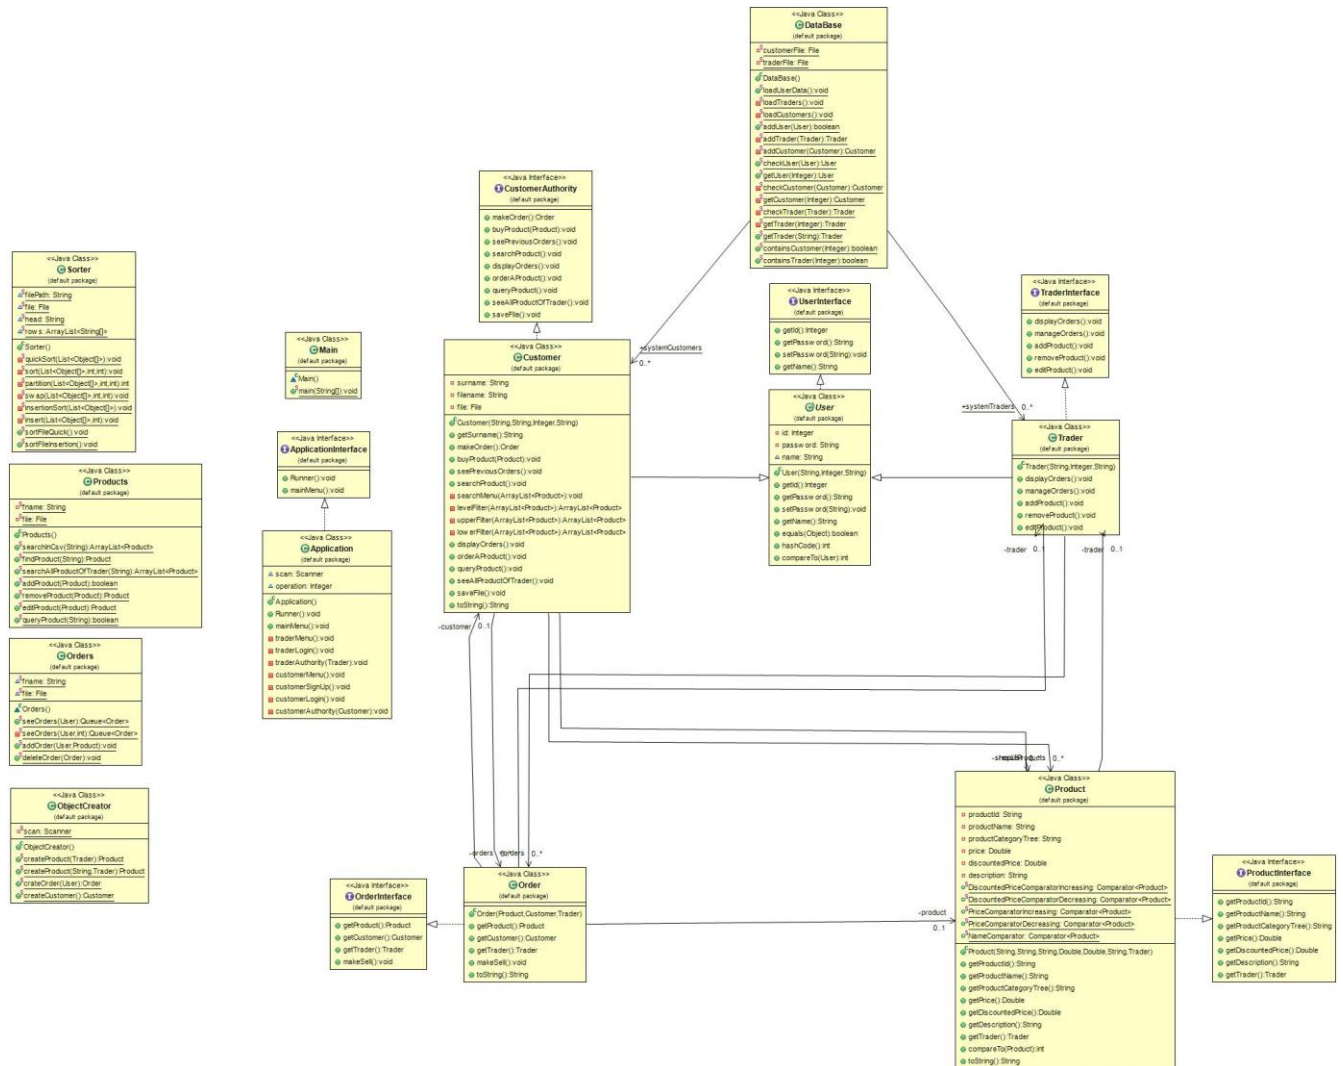 <<Java Class>>
DataBase
(default package)
customerFile: File
traderFile: File
DataBase()
loadUserData():void
loadTraders():void
loadCustomers():void
addUser(User):boolean
addTrader(Trader):Trader
addCustomer(Customer):Customer
checkUser(User):User
getUser(Integer):User
checkCustomer(Customer):Customer
getCustomer(Integer):Customer
checkTrader(Trader):Trader
getTrader(Integer):Trader
getTrader(String):Trader
containsCustomer(Integer):boolean
containsTrader(Integer):boolean
<<Java Interface>>
CustomerAuthority
(default package)
makeOrder():Order
buyProduct(Product):void
seePreviousOrders():void
searchProduct():void
displayOrders():void
orderAProduct():void
queryProduct():void
seeAllProductOfTrader():void
saveFile():void
<<Java Class>>
Sorter
(default package)
filePath: String
file: File
head: String
rows: ArrayList<String[]>
Sorter()
quickSort(List<Object[]>):void
sort(List<Object[]>,int,int):void
partition(List<Object[]>,int,int):int
swap(List<Object[]>,int,int):void
insertionSort(List<Object[]>):void
insert(List<Object[]>,int):void
sortFileQuick():void
sortFileInsertion():void
<<Java Interface>>
UserInterface
(default package)
getId():Integer
getPassword():String
setPassword(String):void
getName():String
<<Java Interface>>
TraderInterface
(default package)
displayOrders():void
manageOrders():void
addProduct():void
removeProduct():void
editProduct():void
<<Java Class>>
Main
(default package)
Main()
main(String[]):void
<<Java Class>>
Customer
(default package)
surname: String
filename: String
file: File
Customer(String,String,Integer,String)
getSurname():String
makeOrder():Order
buyProduct(Product):void
seePreviousOrders():void
searchProduct():void
searchMenu(ArrayList<Product>):void
levelFilter(ArrayList<Product>):ArrayList<Product>
upperFilter(ArrayList<Product>):ArrayList<Product>
lowerFilter(ArrayList<Product>):ArrayList<Product>
displayOrders():void
orderAProduct():void
queryProduct():void
seeAllProductOfTrader():void
saveFile():void
toString():String
+systemCustomers
0..*
<<Java Class>>
User
(default package)
id: Integer
password: String
name: String
User(String,Integer,String)
getId():Integer
getPassword():String
setPassword(String):void
getName():String
equals(Object):boolean
hashCode():int
compareTo(User):int
+systemTraders 0..*
<<Java Class>>
Trader
(default package)
Trader(String,Integer,String)
displayOrders():void
manageOrders():void
addProduct():void
removeProduct():void
editProduct():void
-trader 0..1
-trader 0..1
<<Java Interface>>
ApplicationInterface
(default package)
Runner():void
mainMenu():void
<<Java Class>>
Products
(default package)
fname: String
file: File
Products()
searchInCsv(String):ArrayList<Product>
findProduct(String):Product
searchAllProductOfTrader(String):ArrayList<Product>
addProduct(Product):boolean
removeProduct(Product):Product
editProduct(Product):Product
queryProduct(String):boolean
<<Java Class>>
Application
(default package)
scan: Scanner
operation: Integer
Application()
Runner():void
mainMenu():void
traderMenu():void
traderLogin():void
traderAuthority(Trader):void
customerMenu():void
customerSignUp():void
customerLogin():void
customerAuthority(Customer):void
-customer 0..1
<<Java Class>>
Orders
(default package)
fname: String
file: File
Orders()
seeOrders(User):Queue<Order>
seeOrders(User,int):Queue<Order>
addOrder(User,Product):void
deleteOrder(Order):void
<<Java Class>>
ObjectCreator
(default package)
scan: Scanner
ObjectCreator()
createProduct(Trader):Product
createProduct(String,Trader):Product
crateOrder(User):Order
createCustomer():Customer
0..*
<<Java Class>>
Product
(default package)
productId: String
productName: String
productCategoryTree: String
price: Double
discountedPrice: Double
description: String
DiscountedPriceComparatorIncreasing: Comparator<Product>
DiscountedPriceComparatorDecreasing: Comparator<Product>
PriceComparatorIncreasing: Comparator<Product>
PriceComparatorDecreasing: Comparator<Product>
NameComparator: Comparator<Product>
Product(String,String,String,Double,Double,String,Trader)
getProductId():String
getProductName():String
getProductCategoryTree():String
getPrice():Double
getDiscountedPrice():Double
getDescription():String
getTrader():Trader
compareTo(Product):int
toString():String
-orders 0..*
<<Java Class>>
Order
(default package)
Order(Product,Customer,Trader)
getProduct():Product
getCustomer():Customer
getTrader():Trader
makeSell():void
toString():String
-product
0..1
<<Java Interface>>
OrderInterface
(default package)
getProduct():Product
getCustomer():Customer
getTrader():Trader
makeSell():void
<<Java Interface>>
ProductInterface
(default package)
getProductId():String
getProductName():String
getProductCategoryTree():String
getPrice():Double
getDiscountedPrice():Double
getDescription():String
getTrader():Trader